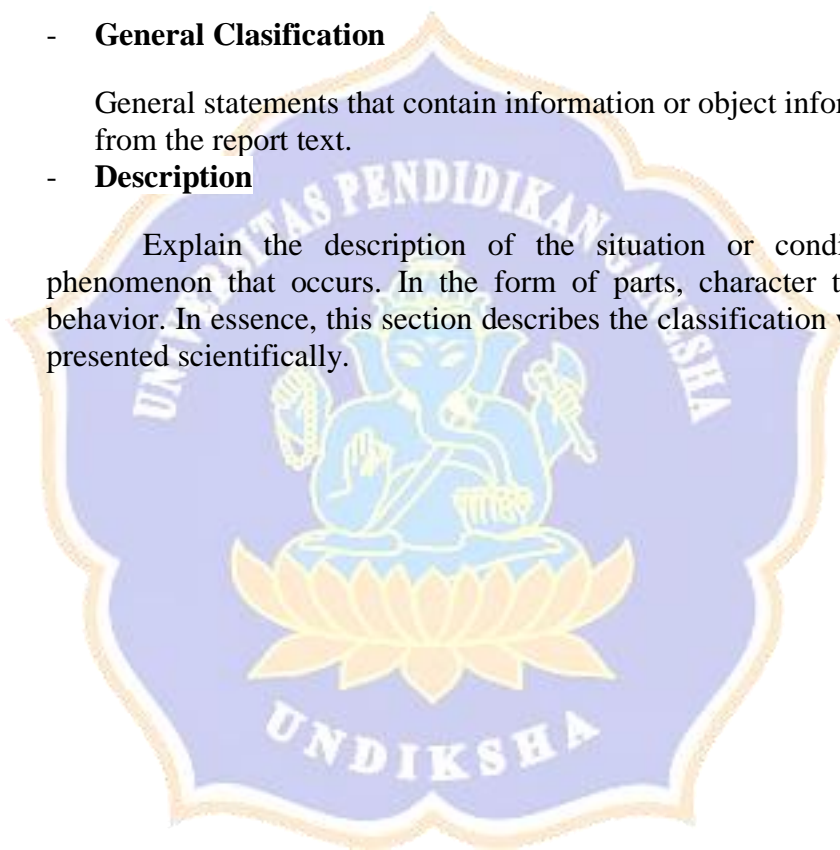 - General Clasification
General statements that contain information or object
from the report text.
- Description
Explain the description of the situation or
phenomenon that occurs. In the form of parts, character
behavior. In essence, this section describes the classification
presented scientifically.
UNIVERSITAS PENDIDIKAN GANESHA
UNDIKSHA